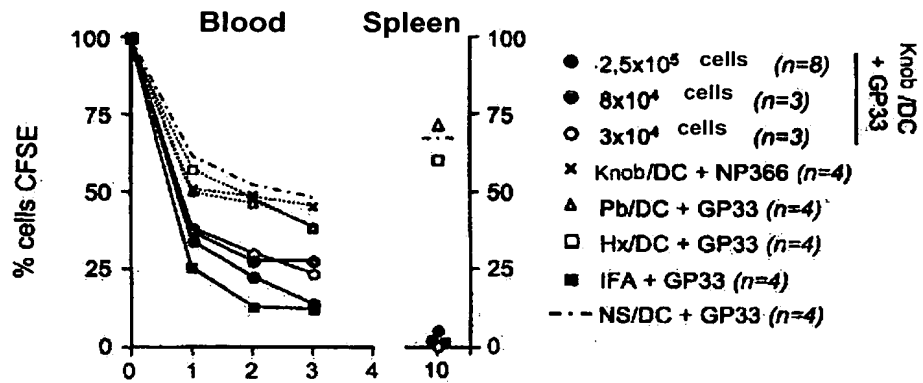 Blood Spleen
100 100
75 75
50 50
25 25
0 0
0 1 2 3 4 10
% cells CFSE
2,5x10⁵ cells (n=8)
8x10⁴ cells (n=3)
3x10⁴ cells (n=3)
Knob/DC + NP366 (n=4)
Pb/DC + GP33 (n=4)
Hx/DC + GP33 (n=4)
IFA + GP33 (n=4)
NS/DC + GP33 (n=4)
Knob/DC
+ GP33